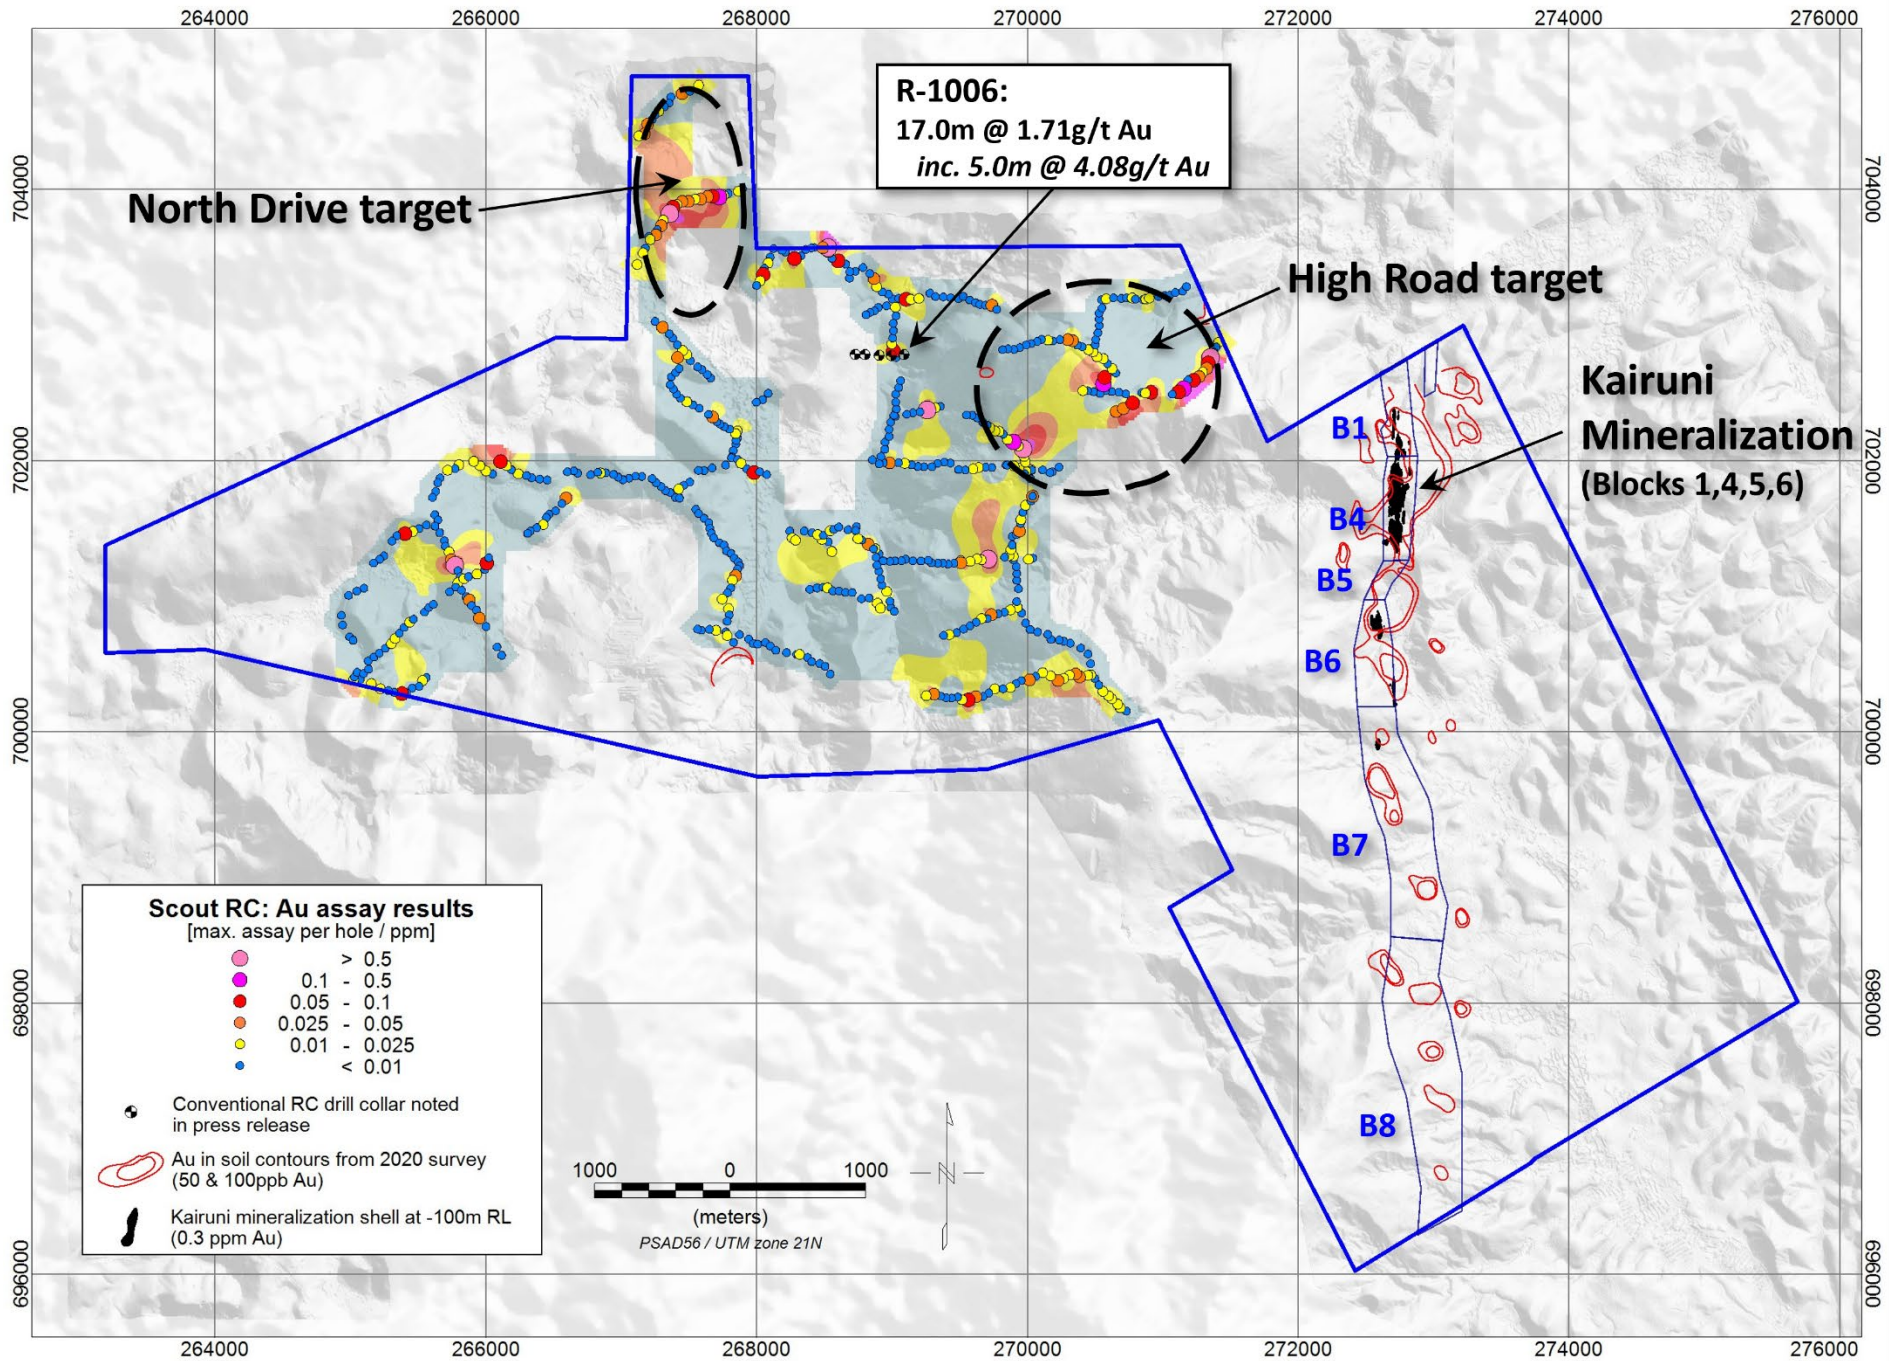 264000
266000
268000
270000
272000
274000
276000
704000
702000
700000
698000
696000
704000
702000
700000
698000
696000
R-1006:
17.0m @ 1.71g/t Au
inc. 5.0m @ 4.08g/t Au
North Drive target
High Road target
Kairuni
Mineralization
(Blocks 1,4,5,6)
B1
B4
B5
B6
B7
B8
Scout RC: Au assay results
[max. assay per hole / ppm]
> 0.5
0.1 - 0.5
0.05 - 0.1
0.025 - 0.05
0.01 - 0.025
< 0.01
Conventional RC drill collar noted
in press release
Au in soil contours from 2020 survey
(50 & 100ppb Au)
Kairuni mineralization shell at -100m RL
(0.3 ppm Au)
1000 0 1000
(meters)
PSAD56 / UTM zone 21N
N
264000
266000
268000
270000
272000
274000
276000